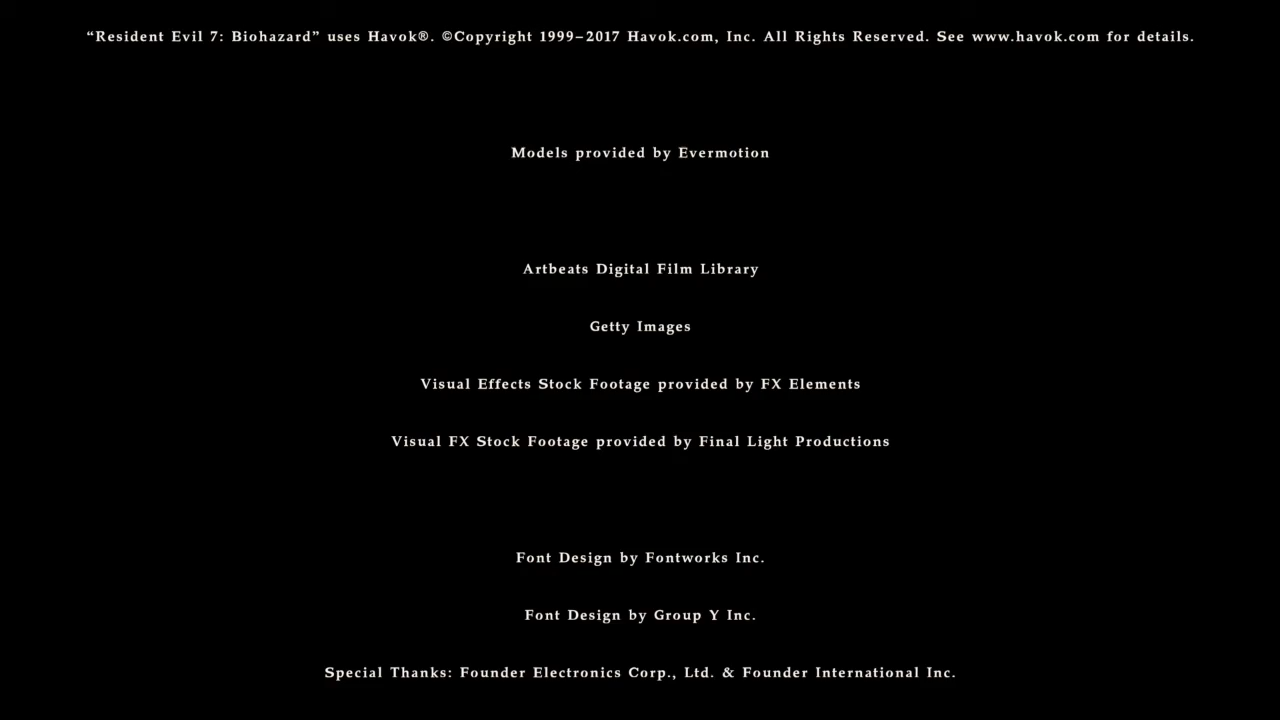 “Resident Evil 7: Biohazard” uses Havok®. ©Copyright 1999–2017 Havok.com, Inc. All Rights Reserved. See www.havok.com for details.
Models provided by Evermotion
Artbeats Digital Film Library
Getty Images
Visual Effects Stock Footage provided by FX Elements
Visual FX Stock Footage provided by Final Light Productions
Font Design by Fontworks Inc.
Font Design by Group Y Inc.
Special Thanks: Founder Electronics Corp., Ltd. & Founder International Inc.